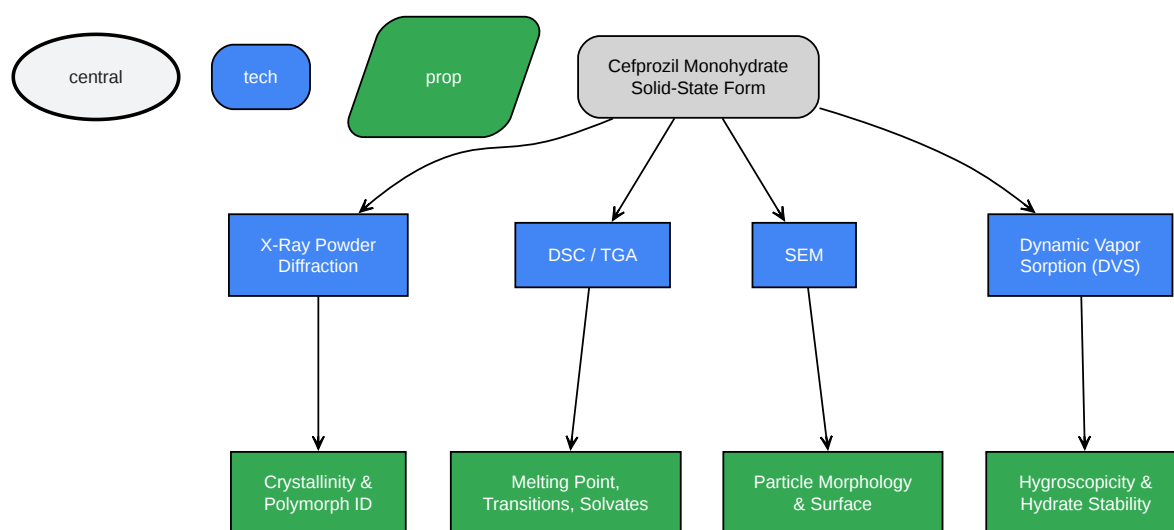 central
tech
prop
Cefprozil Monohydrate
Solid-State Form
X-Ray Powder
Diffraction
DSC / TGA
SEM
Dynamic Vapor
Sorption (DVS)
Crystallinity &
Polymorph ID
Melting Point,
Transitions, Solvates
Particle Morphology
& Surface
Hygroscopicity &
Hydrate Stability